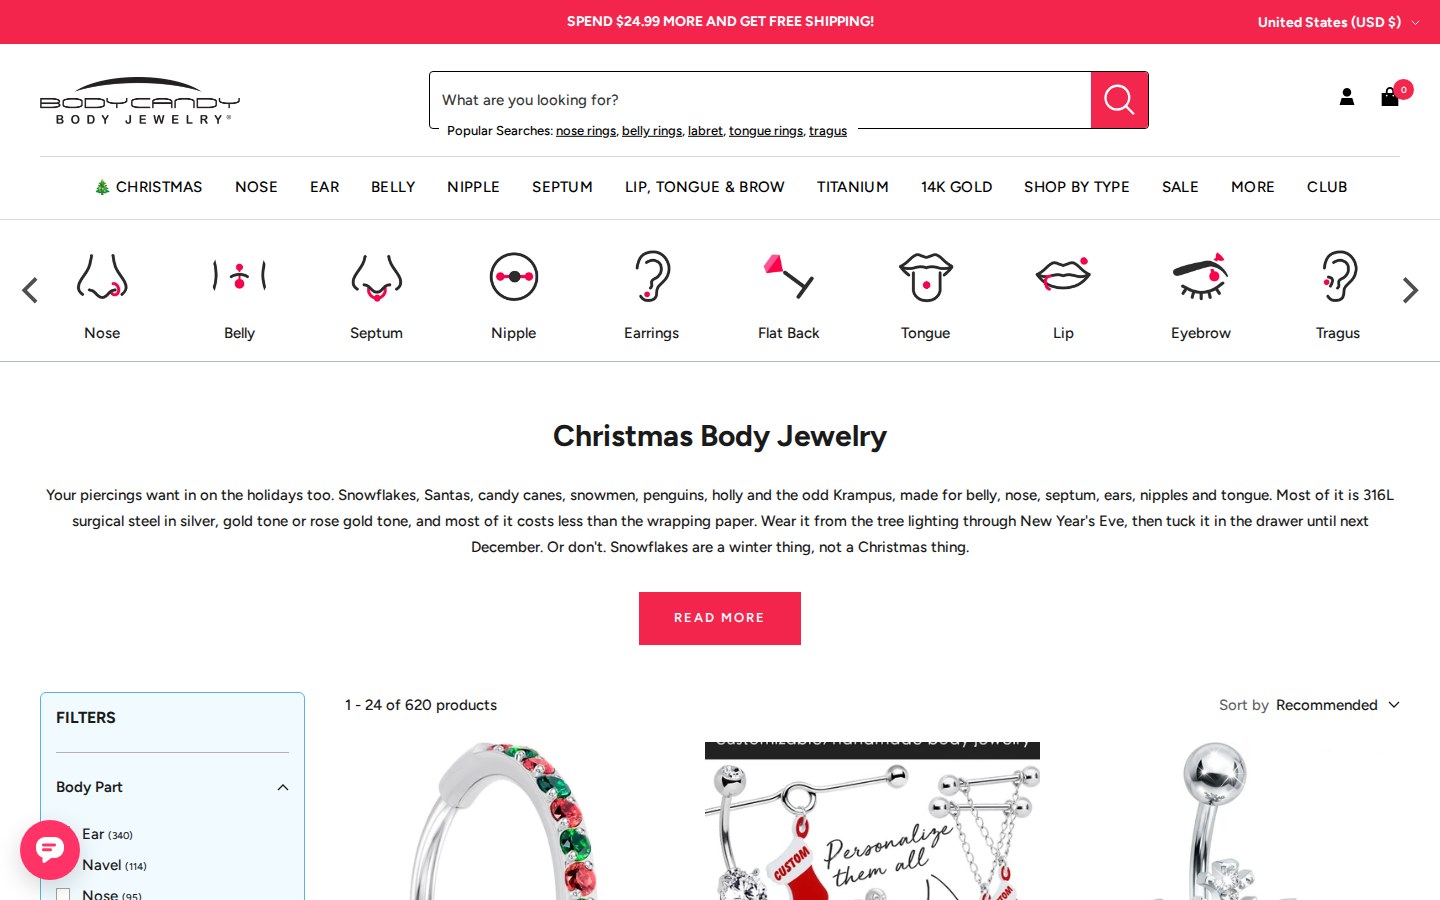 SPEND $24.99 MORE AND GET FREE SHIPPING!
United States (USD $)
BODYCANDY
BODY JEWELRY®
What are you looking for?
0
Popular Searches: nose rings, belly rings, labret, tongue rings, tragus
🎄 CHRISTMAS NOSE EAR BELLY NIPPLE SEPTUM LIP, TONGUE & BROW TITANIUM 14K GOLD SHOP BY TYPE SALE MORE CLUB
Nose Belly Septum Nipple Earrings Flat Back Tongue Lip Eyebrow Tragus
Christmas Body Jewelry
Your piercings want in on the holidays too. Snowflakes, Santas, candy canes, snowmen, penguins, holly and the odd Krampus, made for belly, nose, septum, ears, nipples and tongue. Most of it is 316L
surgical steel in silver, gold tone or rose gold tone, and most of it costs less than the wrapping paper. Wear it from the tree lighting through New Year's Eve, then tuck it in the drawer until next
December. Or don't. Snowflakes are a winter thing, not a Christmas thing.
READ MORE
FILTERS
Body Part
Ear (340)
Navel (114)
Nose (95)
1 - 24 of 620 products
Sort by Recommended
customizable, handmade body jewelry
Personalize
them all
CUSTOM